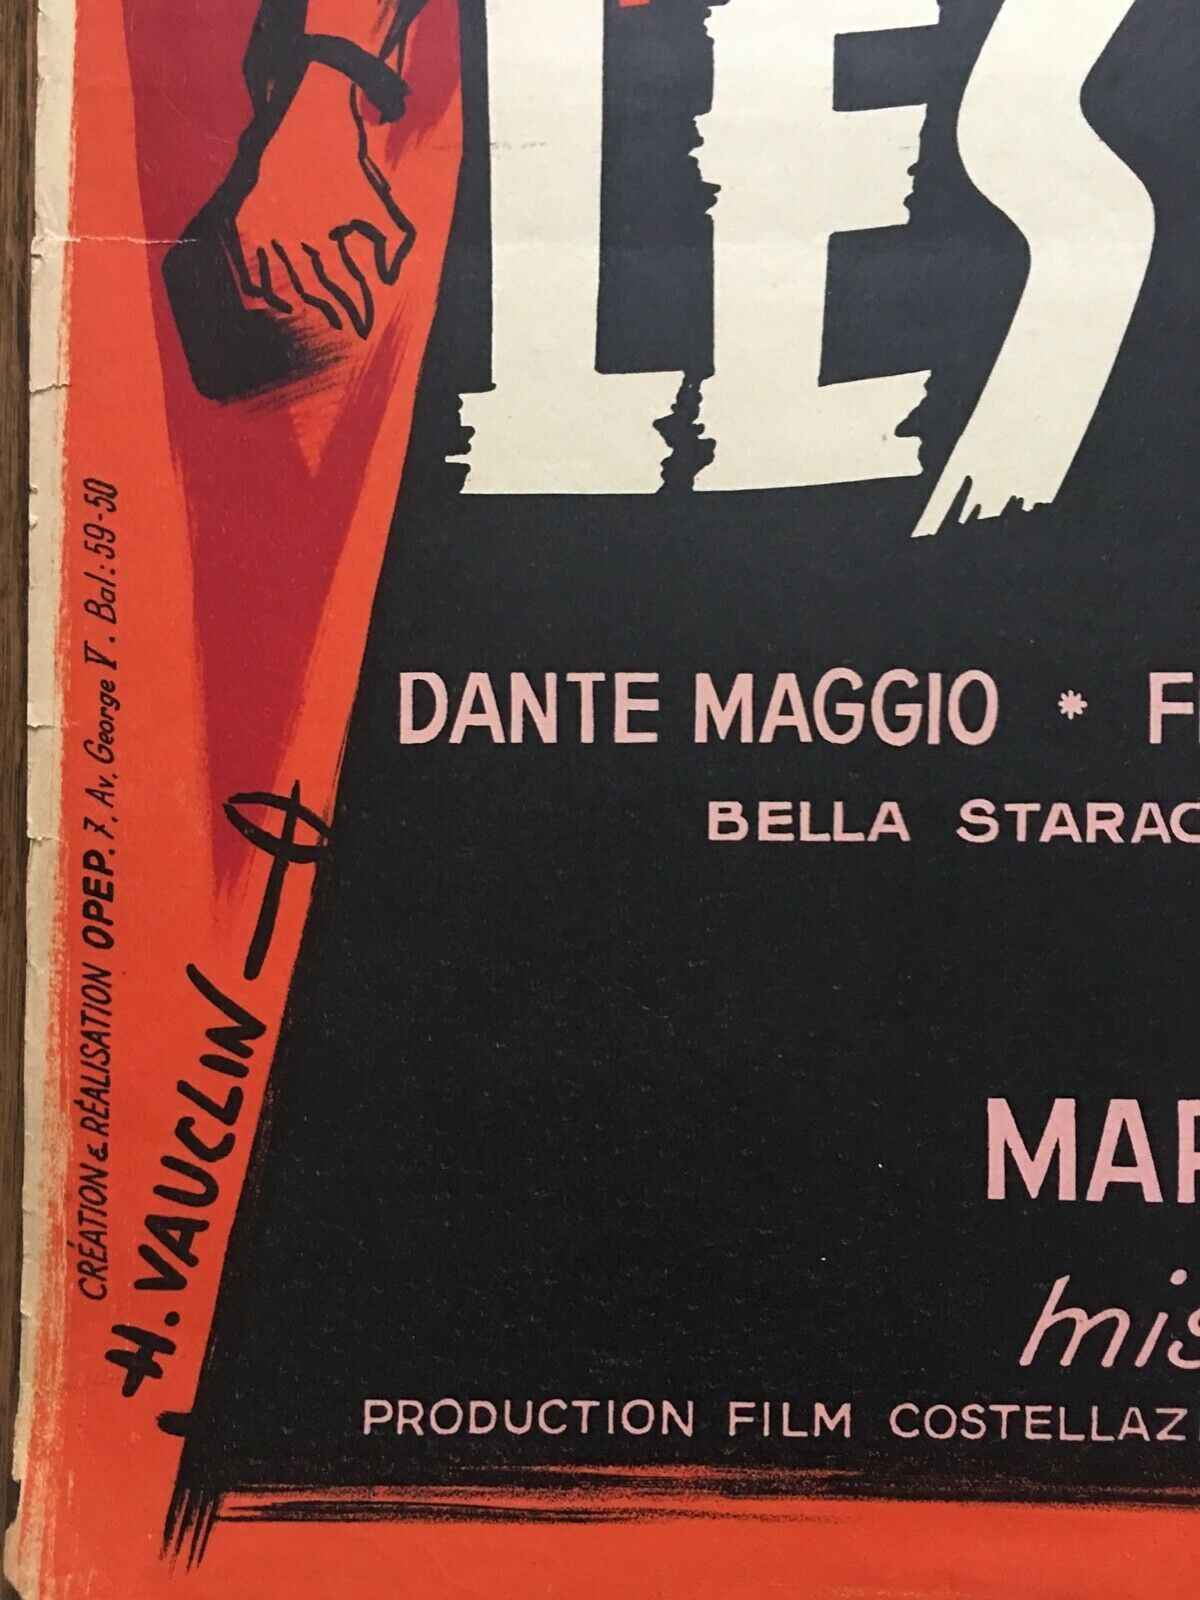 LES
DANTE MAGGIO * F
BELLA STARAC
MAR
mis
PRODUCTION FILM COSTELLAZ
CRÉATION & RÉALISATION OPEP. 7, Av. George V. Bal: 59-50
H. VAUCLIN